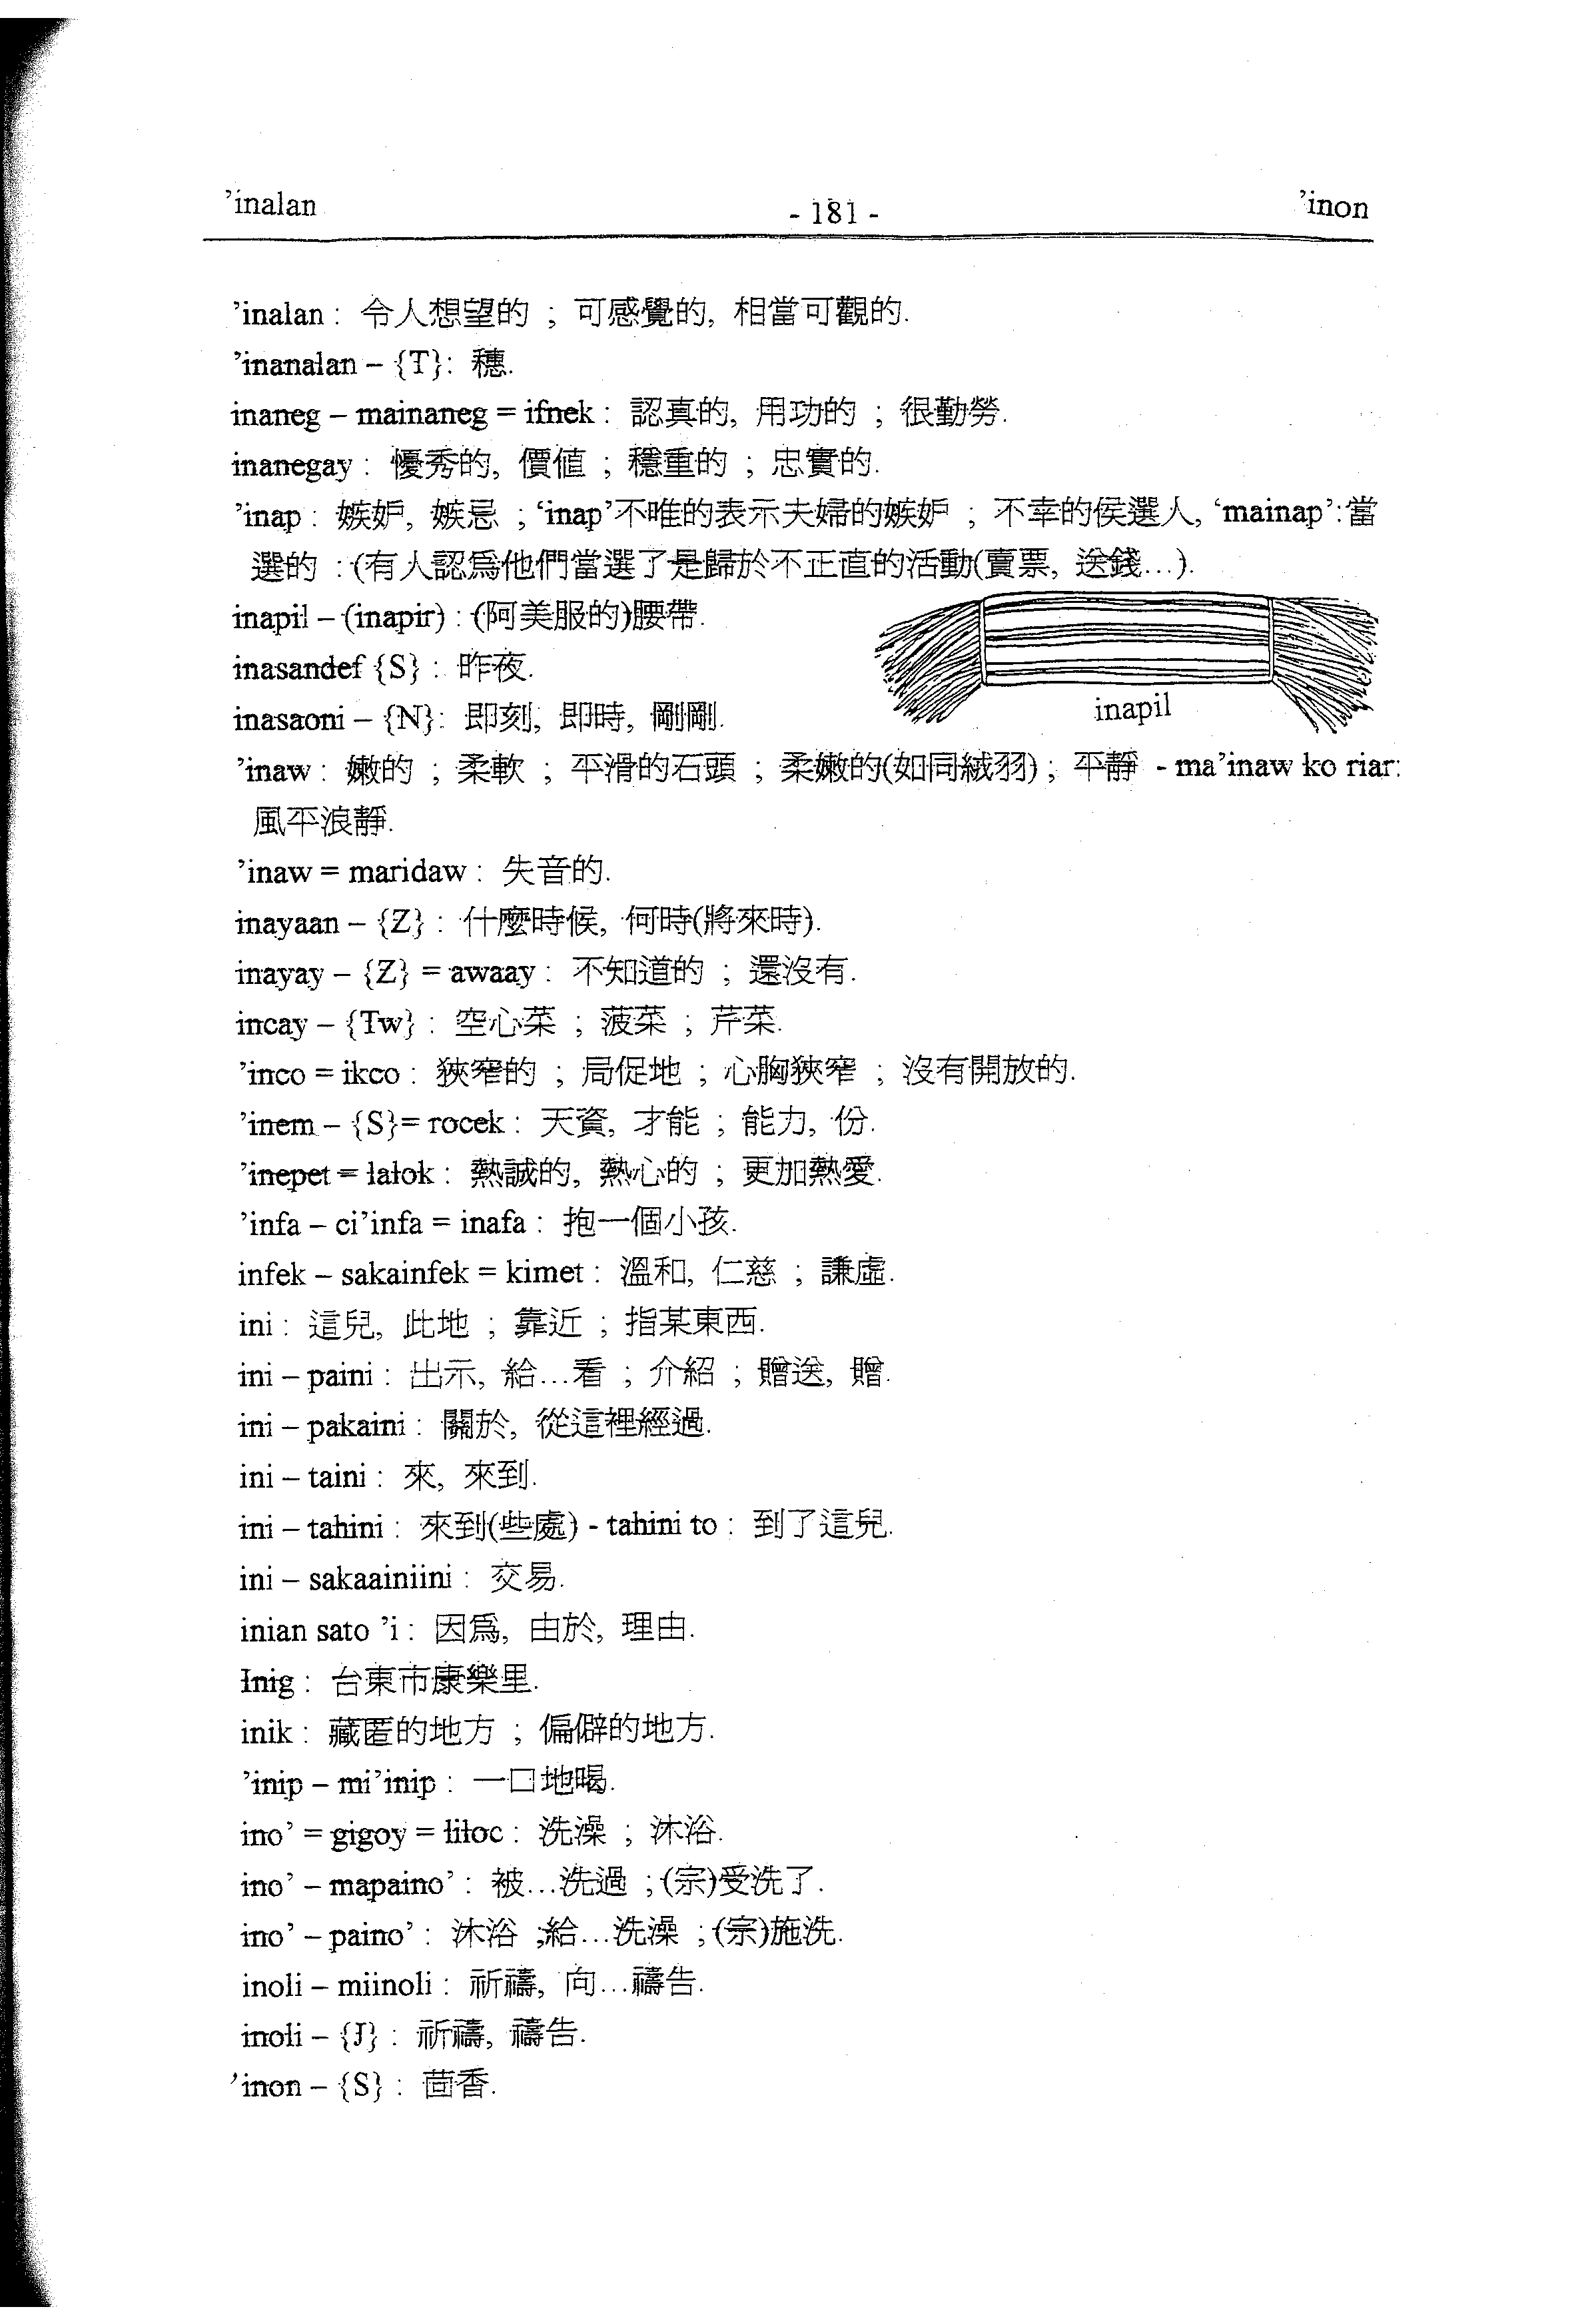 ’inalan
- 181 -
’inon
’inalan : 令人想望的 ; 可感覺的, 相當可觀的.
’inanalan – {T}: 穗.
inaneg – mainaneg = ifnek : 認真的, 用功的 ; 很勤勞.
inanegay : 優秀的, 價值 ; 穩重的 ; 忠實的.
’inap : 嫉妒, 嫉忌 ; ‘inap’不唯的表示夫婦的嫉妒 ; 不幸的侯選人, ‘mainap’:當
選的 : (有人認爲他們當選了是歸於不正直的活動(賣票, 送錢...).
inapil – (inapir) : (阿美服的)腰帶.
inasandef {S} : 昨夜.
inasaoni – {N}: 即刻, 即時, 剛剛.
inapil
’inaw : 嫩的 ; 柔軟 ; 平滑的石頭 ; 柔嫩的(如同絨羽) ; 平靜 - ma’inaw ko riar:
風平浪靜.
’inaw = maridaw : 失音的.
inayaan – {Z} : 什麼時候, 何時(將來時).
inayay – {Z} = awaay : 不知道的 ; 還沒有.
incay – {Tw} : 空心菜 ; 菠菜 ; 芹菜.
’inco = ikco : 狹窄的 ; 局促地 ; 心胸狹窄 ; 沒有開放的.
’inem – {S}= rocek : 天資, 才能 ; 能力, 份.
’inepet = lalok : 熱誠的, 熱心的 ; 更加熱愛.
’infa – ci’infa = inafa : 抱一個小孩.
infek – sakainfek = kimet : 溫和, 仁慈 ; 謙虛.
ini : 這兒, 此地 ; 靠近 ; 指某東西.
ini – paini : 出示, 給...看 ; 介紹 ; 贈送, 贈.
ini – pakaini : 關於, 從這裡經過.
ini – taini : 來, 來到.
ini – tahini : 來到(些處) - tahini to : 到了這兒.
ini – sakaainiini : 交易.
inian sato ’i : 因爲, 由於, 理由.
Inig : 台東市康樂里.
inik : 藏匿的地方 ; 偏僻的地方.
’inip – mi’inip : 一口地喝.
ino’ = gigoy = liloc : 洗澡 ; 沐浴.
ino’ – mapaino’ : 被...洗過 ; (宗)受洗了.
ino’ – paino’ : 沐浴 ;給...洗澡 ; (宗)施洗.
inoli – miinoli : 祈禱, 向...禱告.
inoli – {J} : 祈禱, 禱告.
’inon – {S} : 茴香.